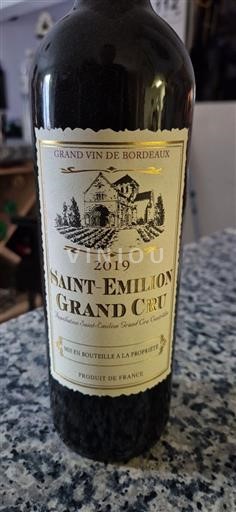 GRAND VIN DE BORDEAUX
VINIOU
2019
SAINT-EMILION
GRAND CRU
Appellation Saint-Emilion Grand Cru Contrôlée
MIS EN BOUTEILLE A LA PROPRIÉTÉ
PRODUIT DE FRANCE